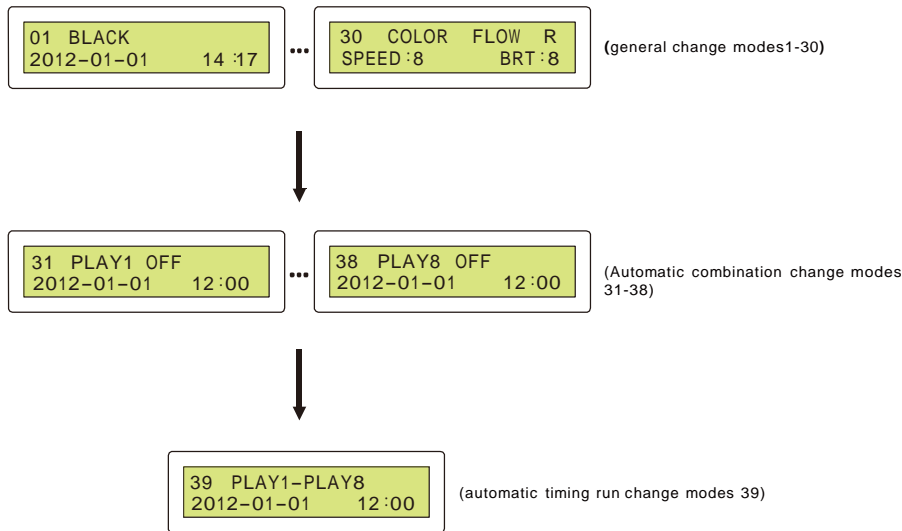 01 BLACK
2012-01-01 14:17
...
30 COLOR FLOW R
SPEED:8 BRT:8
(general change modes1-30)
31 PLAY1 OFF
2012-01-01 12:00
...
38 PLAY8 OFF
2012-01-01 12:00
(Automatic combination change modes
31-38)
39 PLAY1-PLAY8
2012-01-01 12:00
(automatic timing run change modes 39)